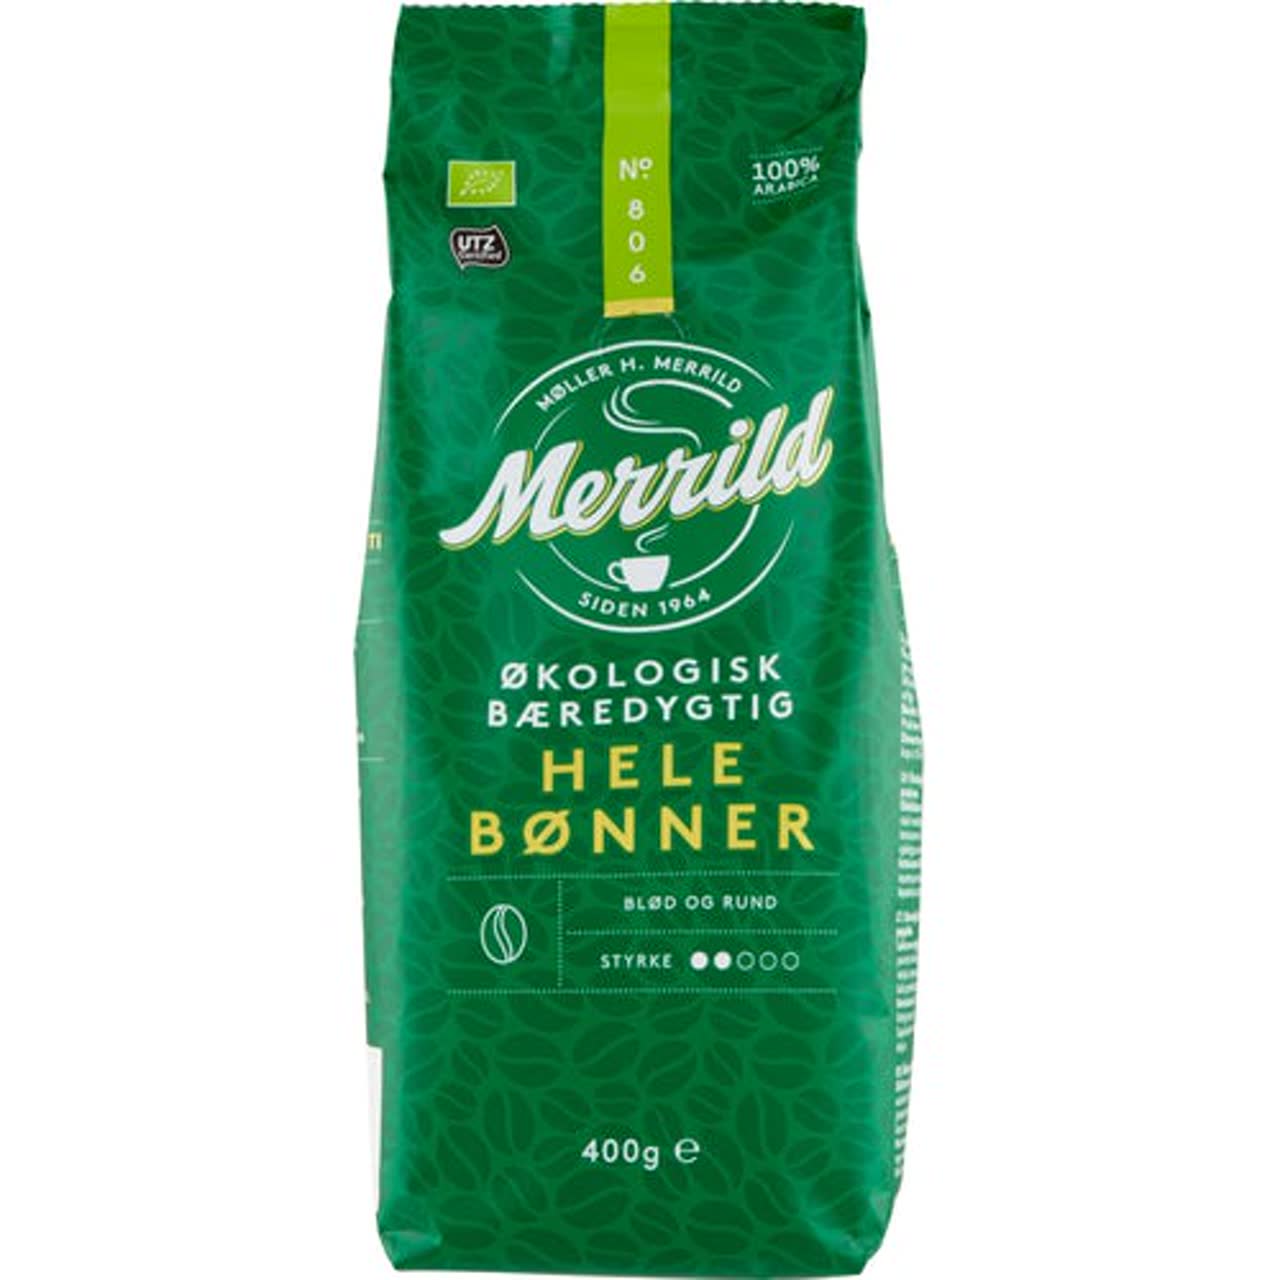 Nº
8
0
6
100%
ARABICA
UTZ
Certified
MØLLER H. MERRILD
Merrild
SIDEN 1964
ØKOLOGISK
BÆREDYGTIG
HELE
BØNNER
BLØD OG RUND
STYRKE
400g ℮